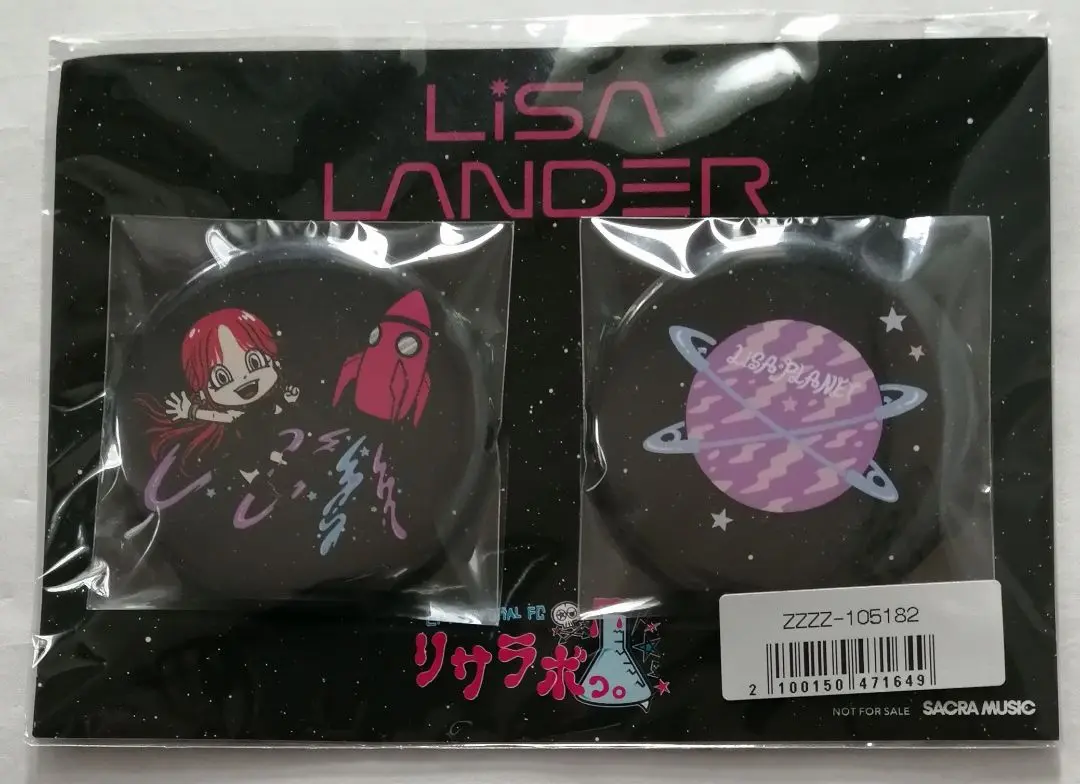 LiSA
LANDER
LiSA·PLANET
FC
リサラボっ。
ZZZZ-105182
2 100150 471649
NOT FOR SALE SACRA MUSIC